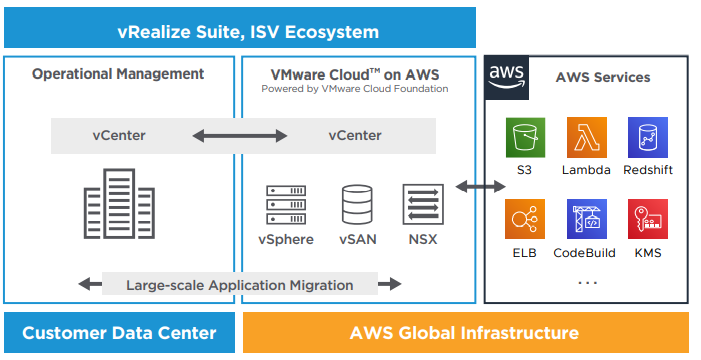 vRealize Suite, ISV Ecosystem
Operational Management
VMware Cloud™ on AWS
Powered by VMware Cloud Foundation
aws
AWS Services
vCenter
vCenter
S3
Lambda
Redshift
vSphere
vSAN
NSX
ELB
CodeBuild
KMS
...
Large-scale Application Migration
Customer Data Center
AWS Global Infrastructure